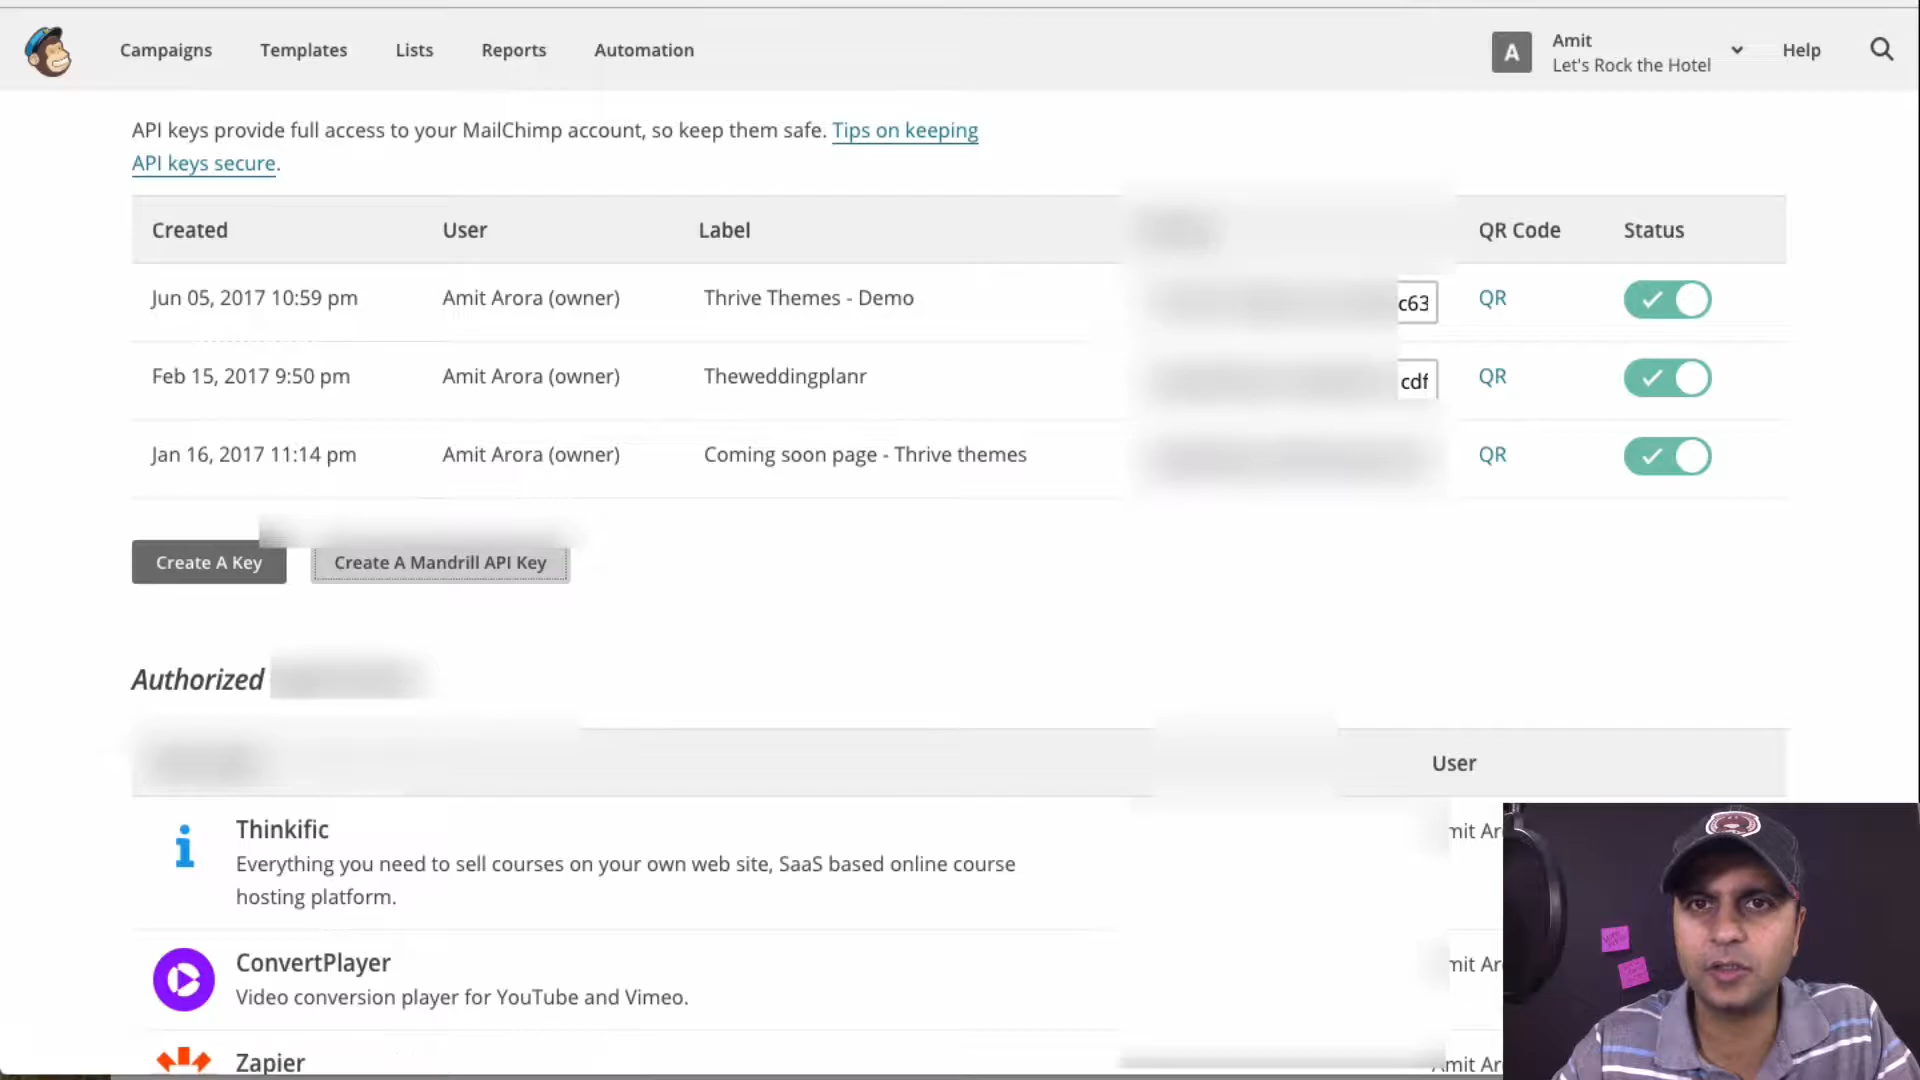 Campaigns Templates Lists Reports Automation
A Amit Help
Let's Rock the Hotel
API keys provide full access to your MailChimp account, so keep them safe. Tips on keeping
API keys secure.
Created User Label QR Code Status
Jun 05, 2017 10:59 pm Amit Arora (owner) Thrive Themes - Demo c63 QR
Feb 15, 2017 9:50 pm Amit Arora (owner) Theweddingplanr cdf QR
Jan 16, 2017 11:14 pm Amit Arora (owner) Coming soon page - Thrive themes QR
Create A Key Create A Mandrill API Key
Authorized
User
Thinkific mit Ar
Everything you need to sell courses on your own web site, SaaS based online course
hosting platform.
ConvertPlayer mit Ar
Video conversion player for YouTube and Vimeo.
Zapier Amit Ar